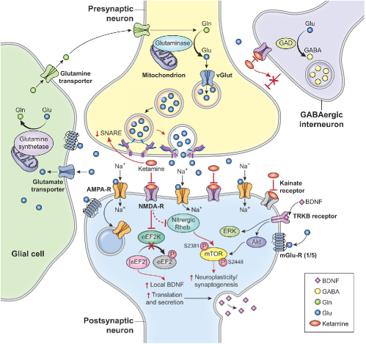 Presynaptic
neuron
Gln
Glutaminase
Glu
Mitochondrion
vGlut
Glu
GAD
GABA
GABAergic
interneuron
Glutamine
transporter
Gln
Glu
Glutamine
synthetase
Glutamate
transporter
Glial cell
SNARE
Ketamine
Na+
Na+
Na+
Na+
AMPA-R
NMDA-R
Kainate
receptor
Na+
Na+
Na+
TRKB receptor
BDNF
Nitrergic
Rheb
eEF2K
eEF2
P
eEF2
ERK
Akt
S2381
P
mTOR
P
S2448
mGlu-R (1/5)
↑ Local BDNF
↑ Translation
and secretion
↑ Neuroplasticity/
synaptogenesis
Postsynaptic
neuron
BDNF
GABA
Gln
Glu
Ketamine